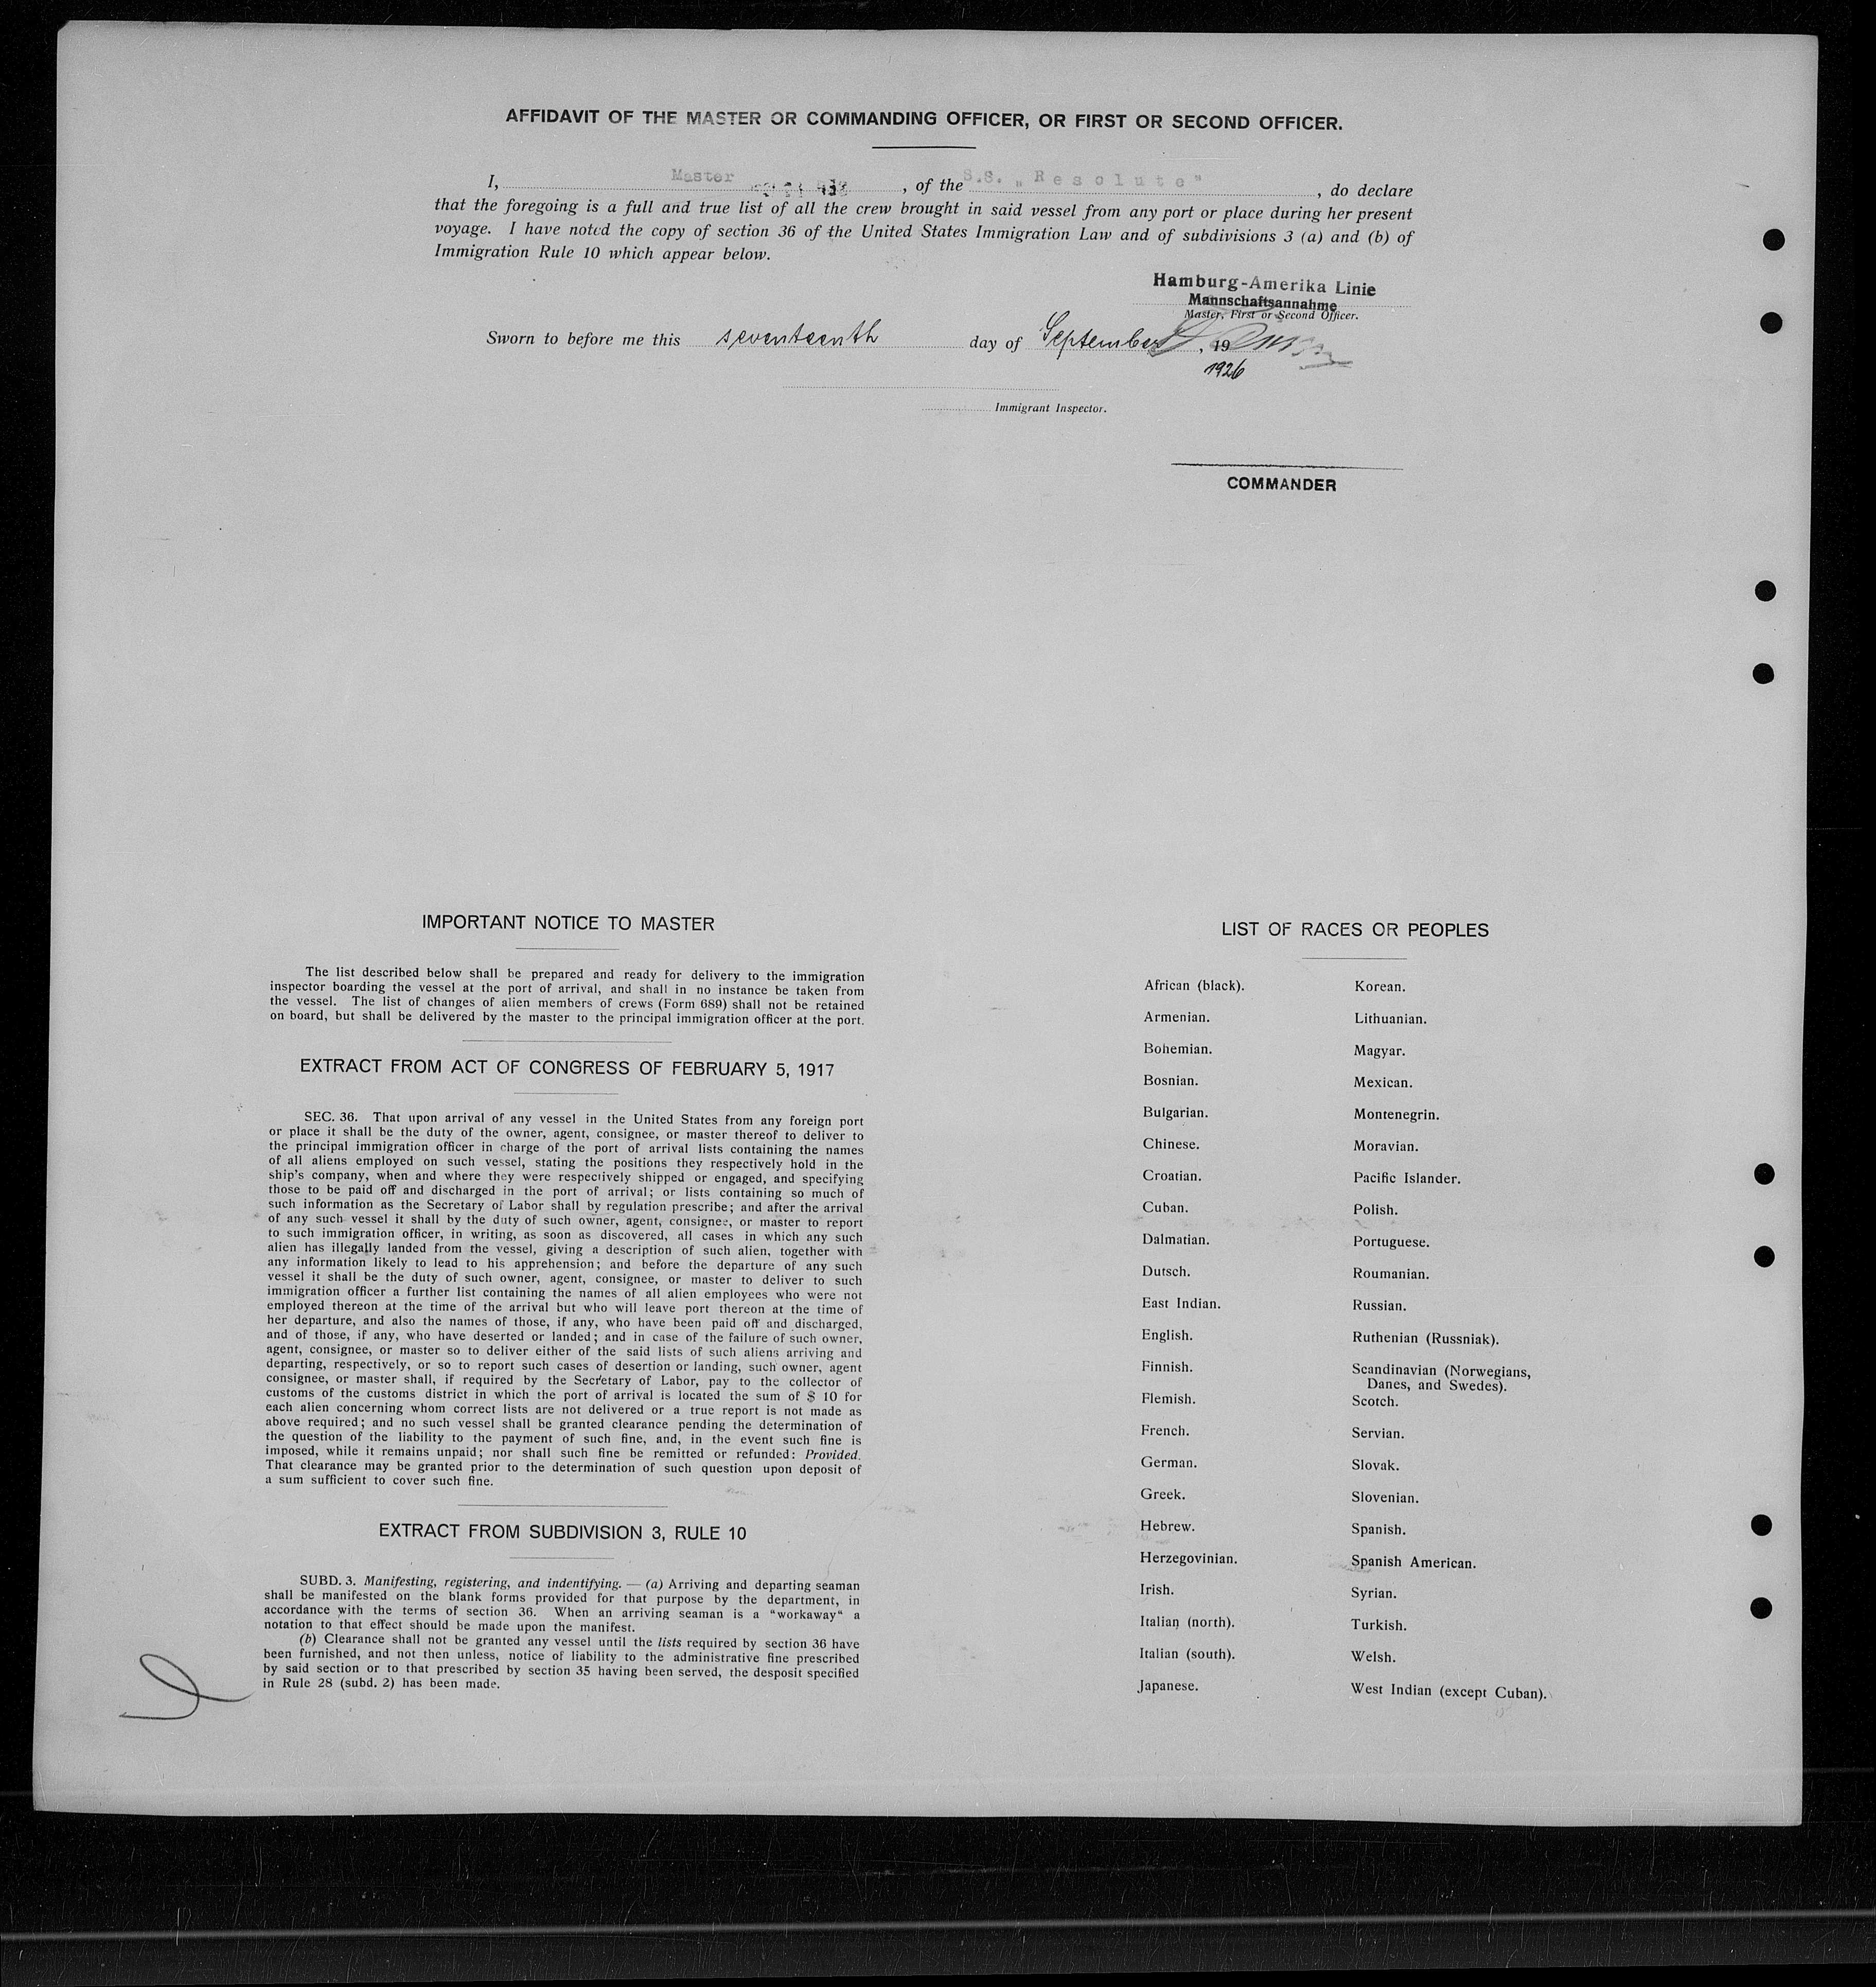 AFFIDAVIT OF THE MASTER OR COMMANDING OFFICER, OR FIRST OR SECOND OFFICER.
I, Master , of the S.S. „Resolute" , do declare
that the foregoing is a full and true list of all the crew brought in said vessel from any port or place during her present
voyage. I have noted the copy of section 36 of the United States Immigration Law and of subdivisions 3 (a) and (b) of
Immigration Rule 10 which appear below.
Hamburg-Amerika Linie
Mannschaftsannahme
Master, First or Second Officer.
Sworn to before me this seventeenth day of September , 19
1926
Immigrant Inspector.
COMMANDER
IMPORTANT NOTICE TO MASTER
The list described below shall be prepared and ready for delivery to the immigration
inspector boarding the vessel at the port of arrival, and shall in no instance be taken from
the vessel. The list of changes of alien members of crews (Form 689) shall not be retained
on board, but shall be delivered by the master to the principal immigration officer at the port.
EXTRACT FROM ACT OF CONGRESS OF FEBRUARY 5, 1917
SEC. 36. That upon arrival of any vessel in the United States from any foreign port
or place it shall be the duty of the owner, agent, consignee, or master thereof to deliver to
the principal immigration officer in charge of the port of arrival lists containing the names
of all aliens employed on such vessel, stating the positions they respectively hold in the
ship's company, when and where they were respectively shipped or engaged, and specifying
those to be paid off and discharged in the port of arrival; or lists containing so much of
such information as the Secretary of Labor shall by regulation prescribe; and after the arrival
of any such vessel it shall by the duty of such owner, agent, consignee, or master to report
to such immigration officer, in writing, as soon as discovered, all cases in which any such
alien has illegally landed from the vessel, giving a description of such alien, together with
any information likely to lead to his apprehension; and before the departure of any such
vessel it shall be the duty of such owner, agent, consignee, or master to deliver to such
immigration officer a further list containing the names of all alien employees who were not
employed thereon at the time of the arrival but who will leave port thereon at the time of
her departure, and also the names of those, if any, who have been paid off and discharged,
and of those, if any, who have deserted or landed; and in case of the failure of such owner,
agent, consignee, or master so to deliver either of the said lists of such aliens arriving and
departing, respectively, or so to report such cases of desertion or landing, such owner, agent
consignee, or master shall, if required by the Secretary of Labor, pay to the collector of
customs of the customs district in which the port of arrival is located the sum of $ 10 for
each alien concerning whom correct lists are not delivered or a true report is not made as
above required; and no such vessel shall be granted clearance pending the determination of
the question of the liability to the payment of such fine, and, in the event such fine is
imposed, while it remains unpaid; nor shall such fine be remitted or refunded: Provided.
That clearance may be granted prior to the determination of such question upon deposit of
a sum sufficient to cover such fine.
EXTRACT FROM SUBDIVISION 3, RULE 10
SUBD. 3. Manifesting, registering, and indentifying. — (a) Arriving and departing seaman
shall be manifested on the blank forms provided for that purpose by the department, in
accordance with the terms of section 36. When an arriving seaman is a “workaway“ a
notation to that effect should be made upon the manifest.
(b) Clearance shall not be granted any vessel until the lists required by section 36 have
been furnished, and not then unless, notice of liability to the administrative fine prescribed
by said section or to that prescribed by section 35 having been served, the desposit specified
in Rule 28 (subd. 2) has been made.
LIST OF RACES OR PEOPLES
African (black). Korean.
Armenian. Lithuanian.
Bohemian. Magyar.
Bosnian. Mexican.
Bulgarian. Montenegrin.
Chinese. Moravian.
Croatian. Pacific Islander.
Cuban. Polish.
Dalmatian. Portuguese.
Dutsch. Roumanian.
East Indian. Russian.
English. Ruthenian (Russniak).
Finnish. Scandinavian (Norwegians,
Danes, and Swedes).
Flemish. Scotch.
French. Servian.
German. Slovak.
Greek. Slovenian.
Hebrew. Spanish.
Herzegovinian. Spanish American.
Irish. Syrian.
Italian (north). Turkish.
Italian (south). Welsh.
Japanese. West Indian (except Cuban).